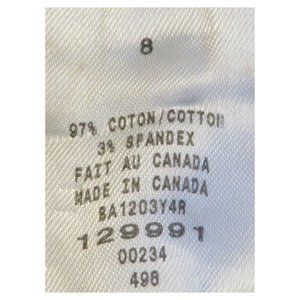 8
97% COTON/COTTON
3% SPANDEX
FAIT AU CANADA
MADE IN CANADA
BA1203Y4R
129991
00234
498